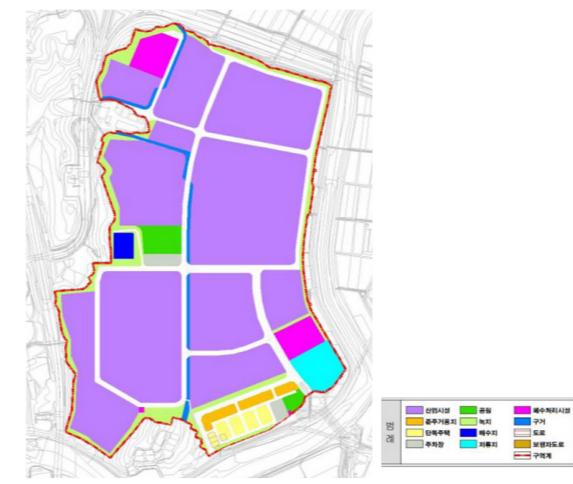 범례
산업시설
공원
폐수처리시설
준주거용지
녹지
구거
단독주택
배수지
도로
주차장
저류지
보행자도로
구역계